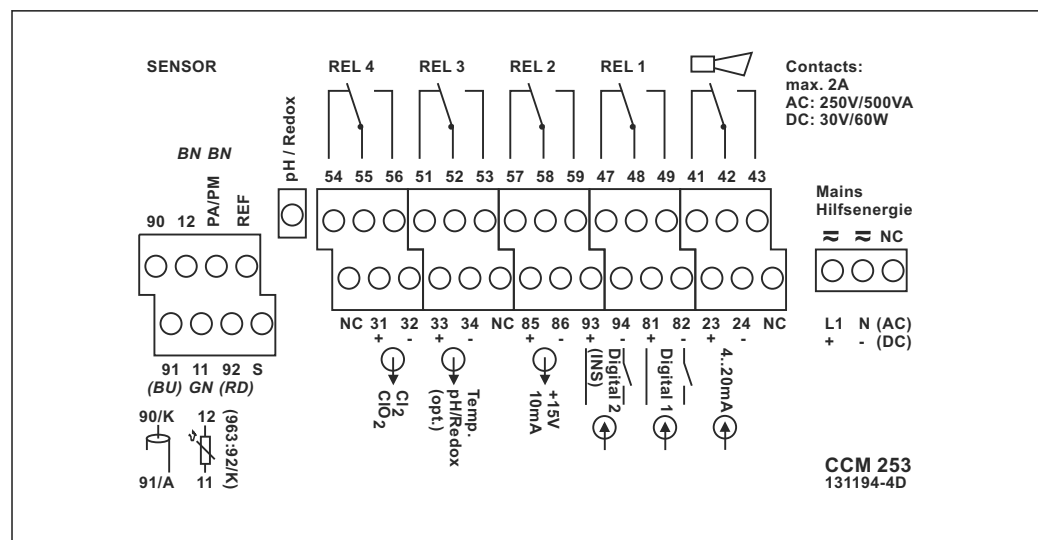 SENSOR
REL 4 REL 3 REL 2 REL 1
Contacts:
max. 2A
AC: 250V/500VA
DC: 30V/60W
BN BN
90 12 PA/PM REF
pH / Redox
54 55 56 51 52 53 57 58 59 47 48 49 41 42 43
Mains
Hilfsenergie
NC
L1 N (AC)
+ - (DC)
91 11 92 S
(BU) GN (RD)
90/K 12
91/A 11
(963:92/K)
NC 31 32 33 34 NC 85 86 93 94 81 82 23 24 NC
+ - + - + - + - + - + -
Cl2
ClO2
Temp.
pH/Redox
(opt.)
+15V
10mA
Digital 2
(INS)
Digital 1
4..20mA
CCM 253
131194-4D